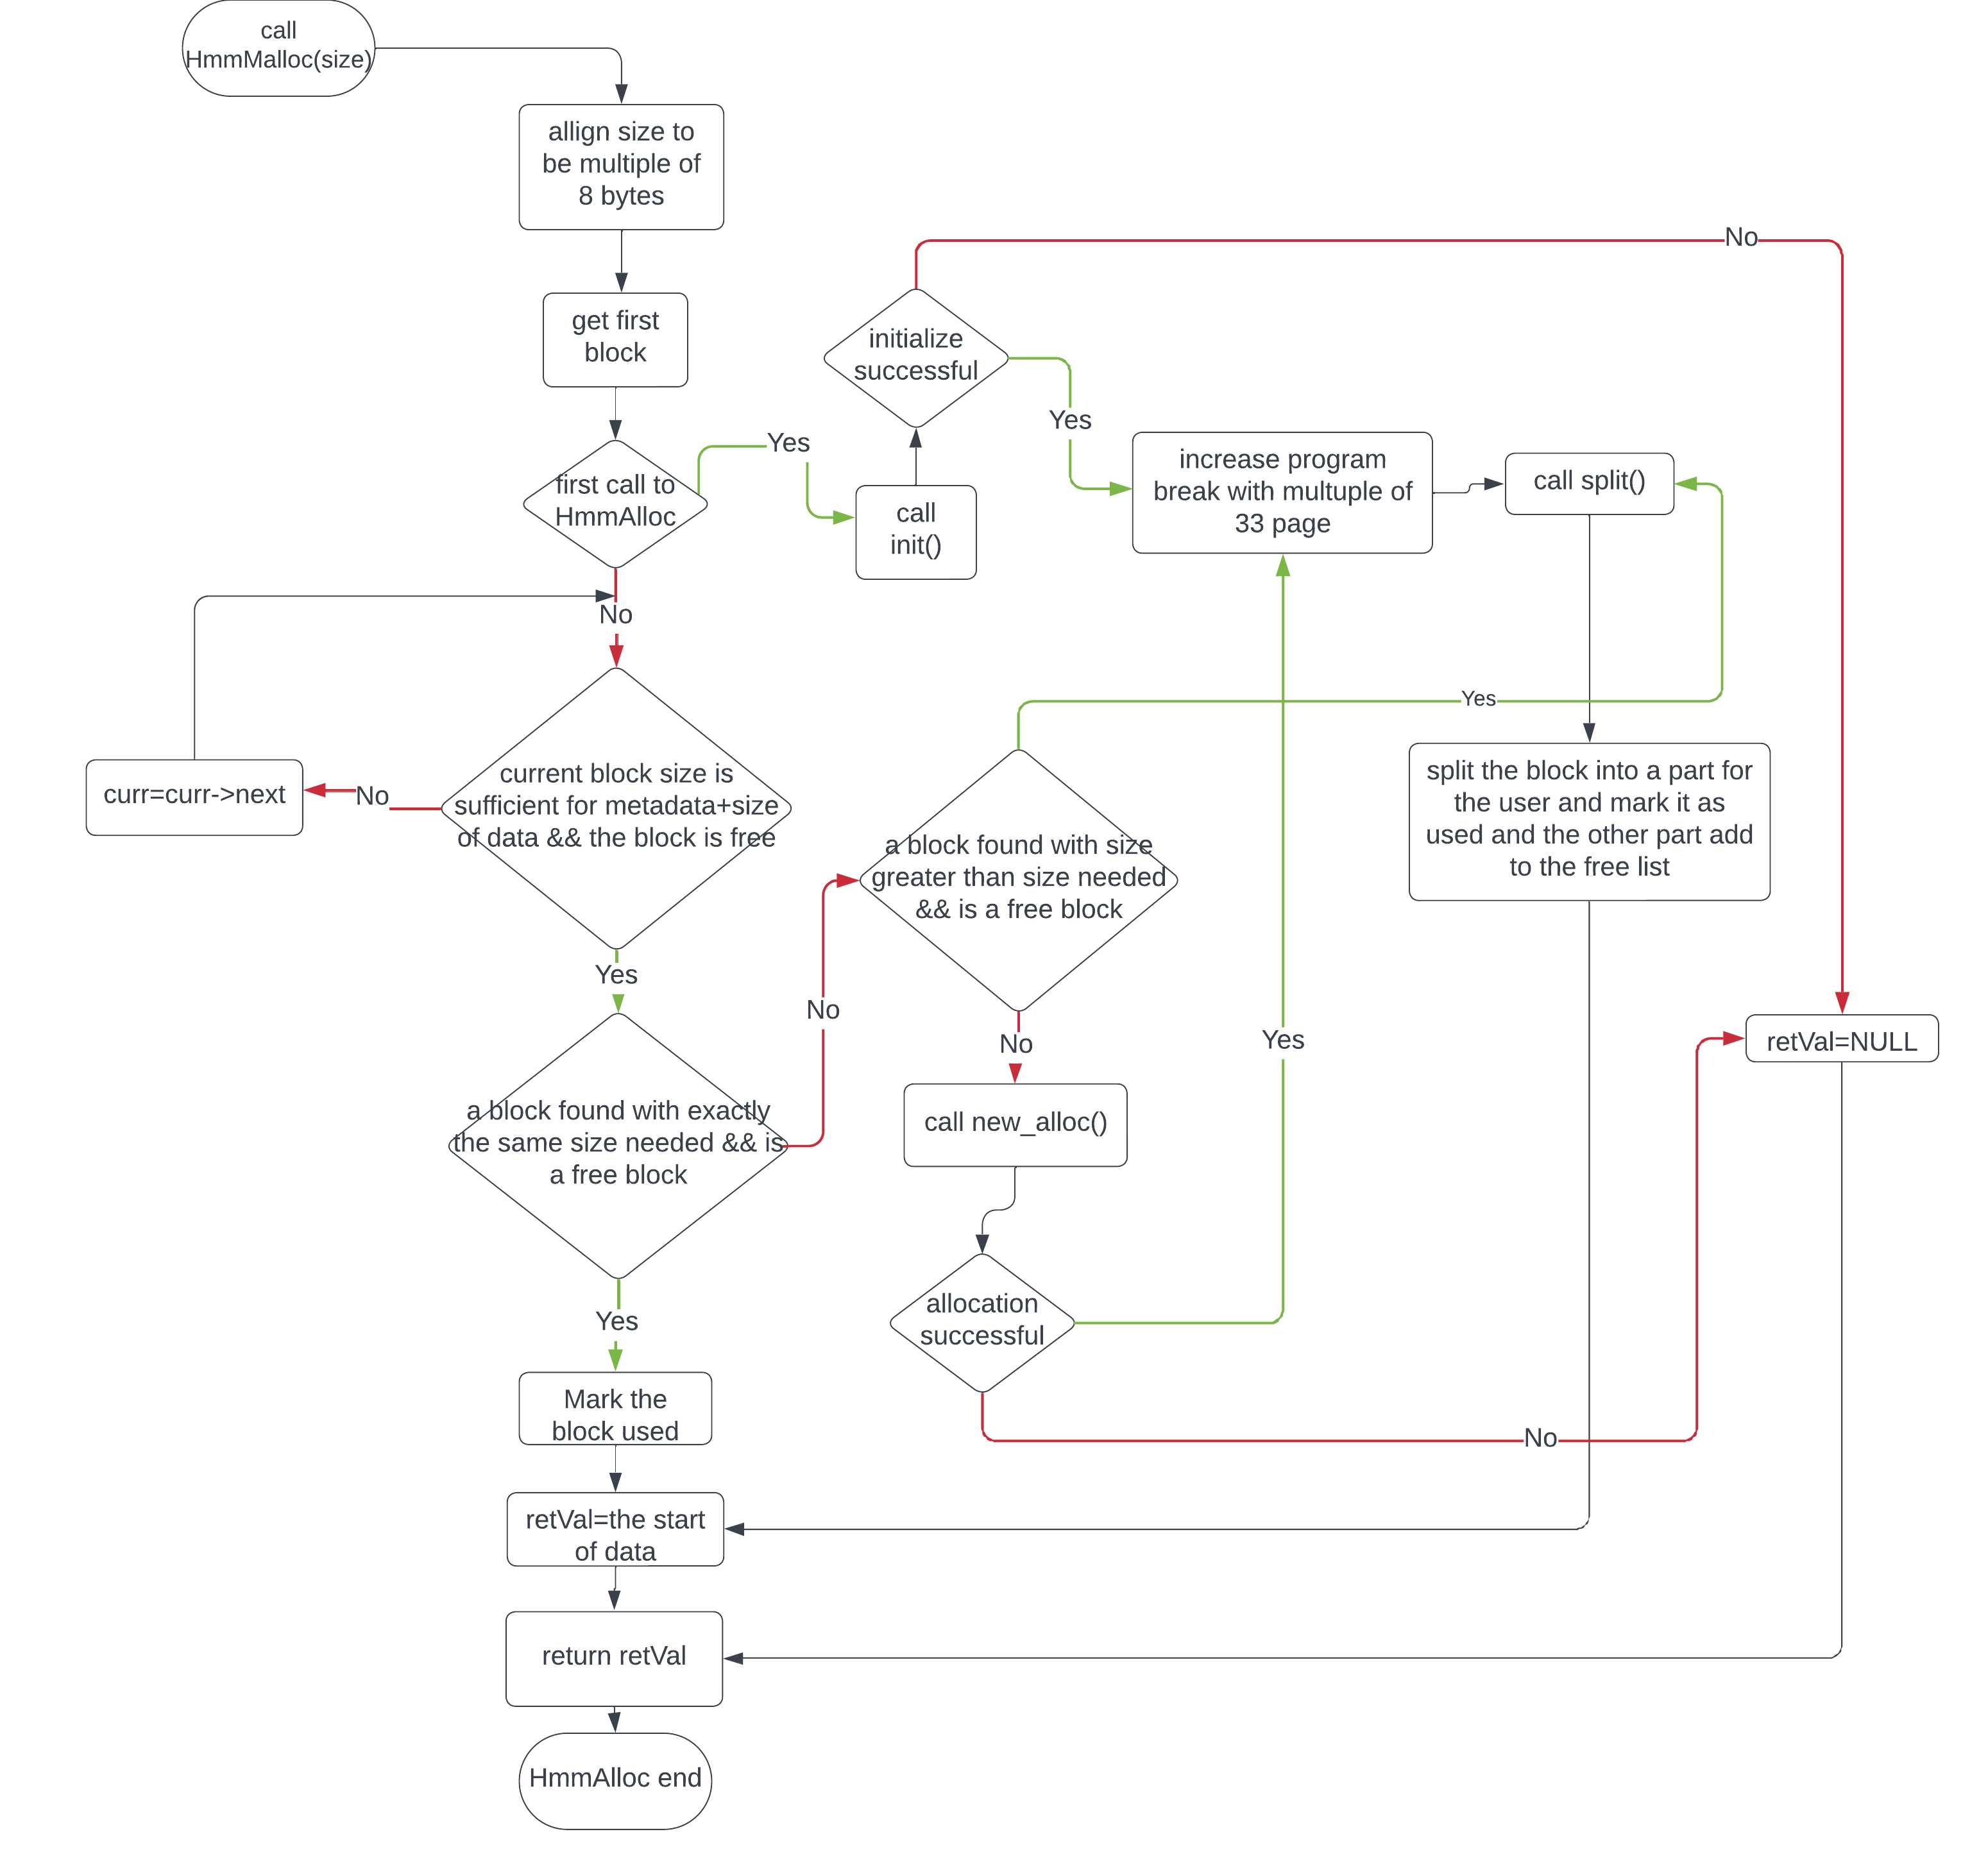 call
HmmMalloc(size)
allign size to
be multiple of
8 bytes
get first
block
first call to
HmmAlloc
Yes
call
init()
initialize
successful
No
Yes
increase program
break with multuple of
33 page
call split()
No
current block size is
sufficient for metadata+size
of data && the block is free
No
curr=curr->next
Yes
a block found with size
greater than size needed
&& is a free block
Yes
split the block into a part for
the user and mark it as
used and the other part add
to the free list
No
a block found with exactly
the same size needed && is
a free block
No
call new_alloc()
Yes
retVal=NULL
allocation
successful
No
Yes
Mark the
block used
retVal=the start
of data
return retVal
HmmAlloc end